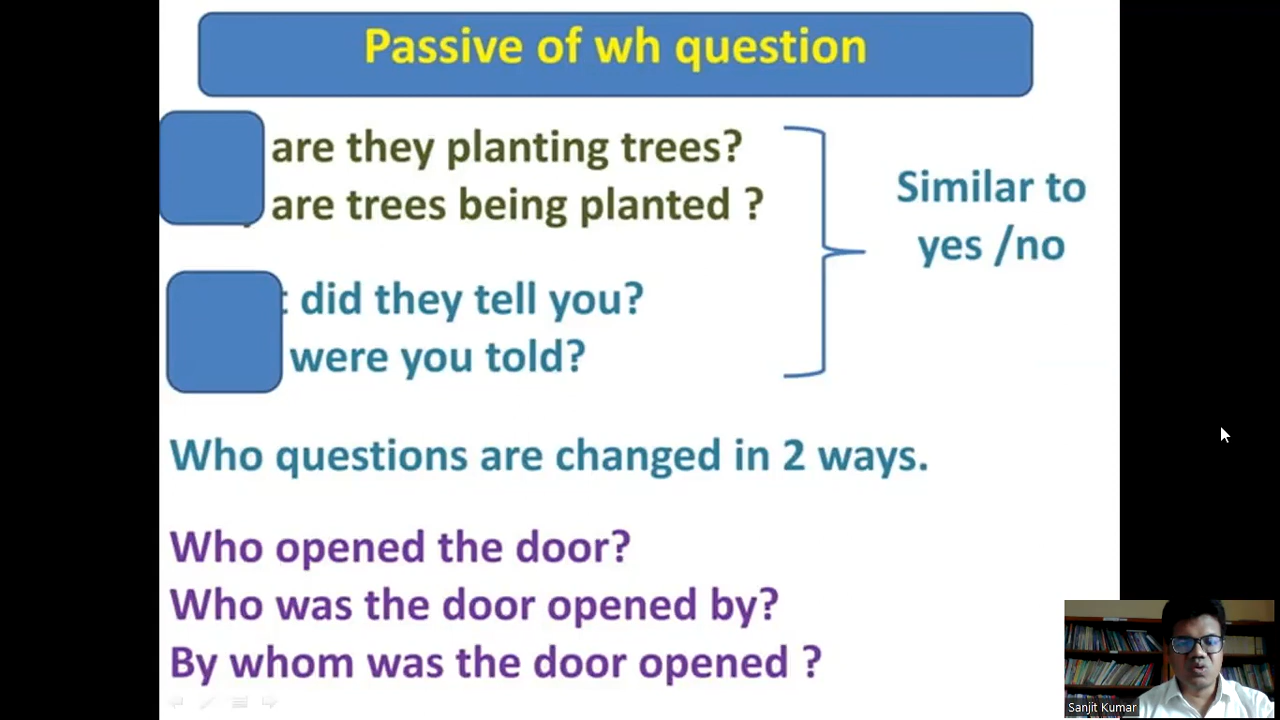 Passive of wh question
are they planting trees?
are trees being planted ?
Similar to
yes /no
did they tell you?
were you told?
Who questions are changed in 2 ways.
Who opened the door?
Who was the door opened by?
By whom was the door opened ?
Sanjit Kumar